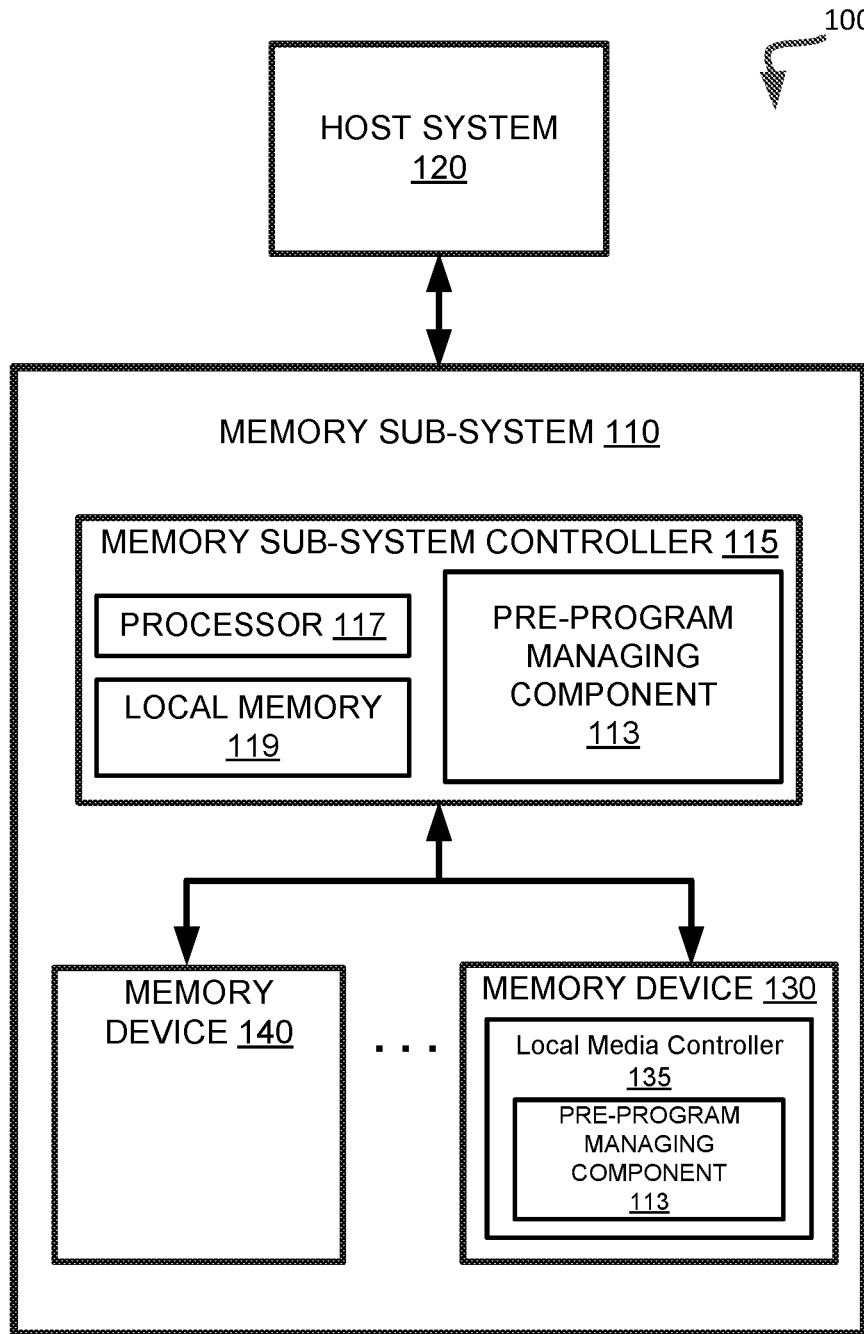 100
HOST SYSTEM
120
MEMORY SUB-SYSTEM 110
MEMORY SUB-SYSTEM CONTROLLER 115
PROCESSOR 117
LOCAL MEMORY
119
PRE-PROGRAM
MANAGING
COMPONENT
113
MEMORY
DEVICE 140
. . .
MEMORY DEVICE 130
Local Media Controller
135
PRE-PROGRAM
MANAGING
COMPONENT
113